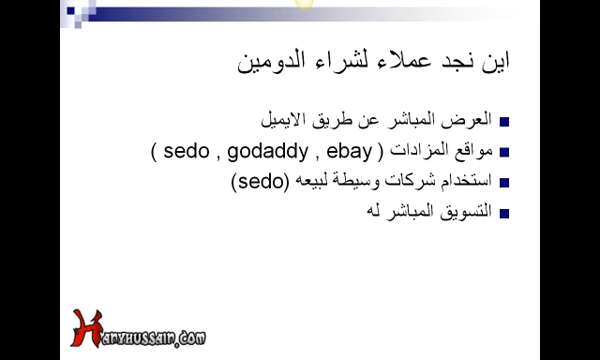 اين نجد عملاء لشراء الدومين
العرض المباشر عن طريق الايميل
مواقع المزادات ( sedo , godaddy , ebay )
استخدام شركات وسيطة لبيعه (sedo)
التسويق المباشر له
Hanyhussain.com